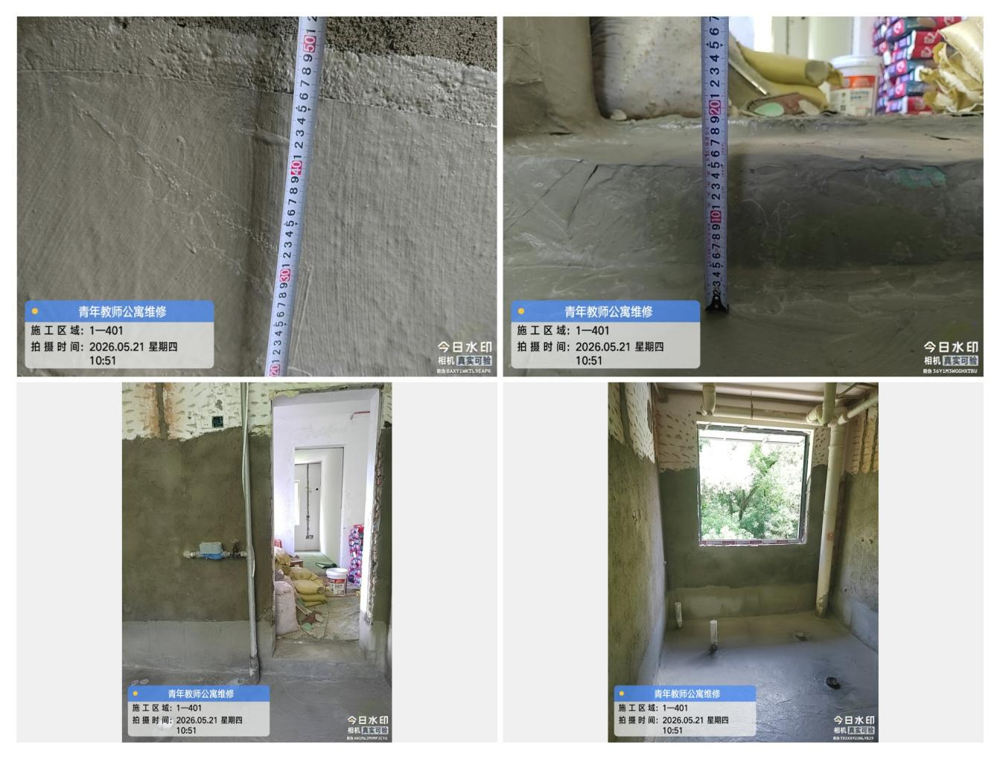 青年教师公寓维修
施工区域：1—401
拍摄时间：2026.05.21 星期四
10:51
今日水印
相机 真实可验
防伪 BAXY1WKTL9EAPK
青年教师公寓维修
施工区域：1—401
拍摄时间：2026.05.21 星期四
10:51
今日水印
相机 真实可验
防伪 36Y1M3WGGHXTBU
青年教师公寓维修
施工区域：1—401
拍摄时间：2026.05.21 星期四
10:51
今日水印
相机 真实可验
青年教师公寓维修
施工区域：1—401
拍摄时间：2026.05.21 星期四
10:51
今日水印
相机 真实可验